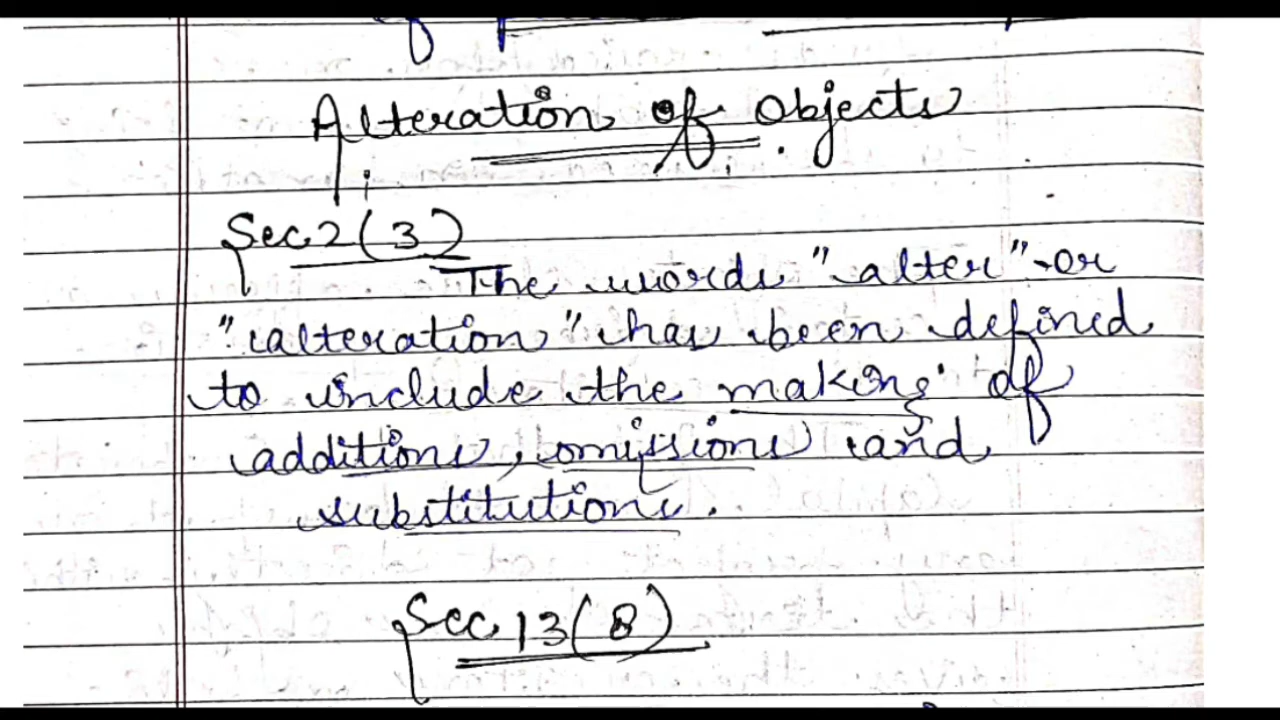 Alteration of Objects
Sec 2(3)
The words "alter" or
"alteration" has been defined
to include the making of
additions, omissions and
substitutions.
Sec 13(8)